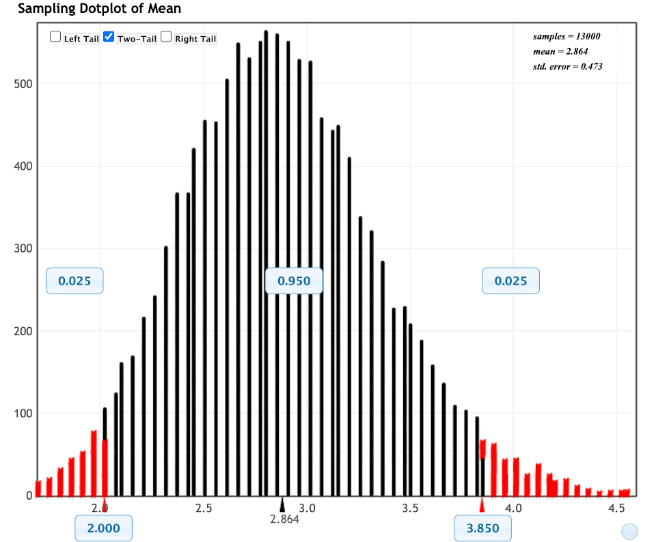 Sampling Dotplot of Mean
Left Tail Two-Tail Right Tail
samples = 13000
mean = 2.864
std. error = 0.473
500
400
300
200
100
0
0.025 0.950 0.025
2.0 2.5 3.0 3.5 4.0 4.5
2.864
2.000 3.850